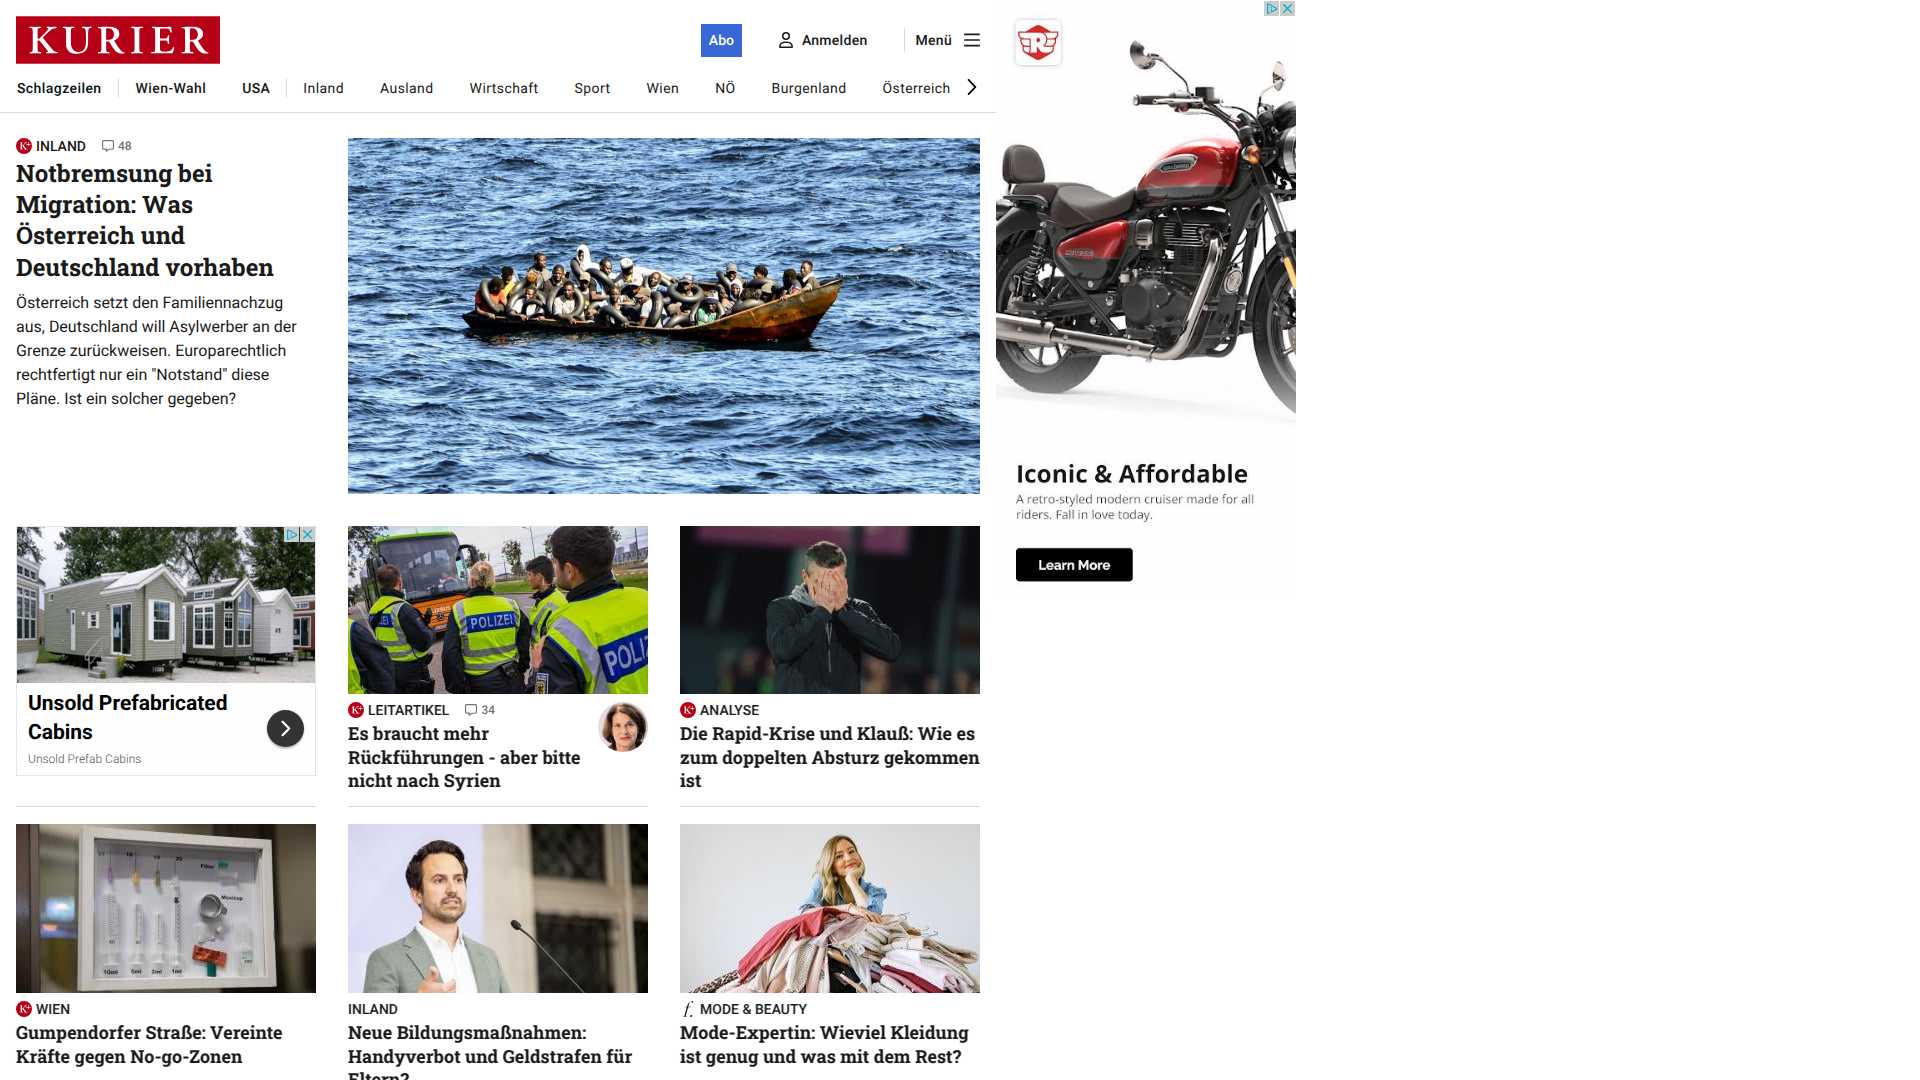 KURIER
Abo
Anmelden
Menü
Schlagzeilen
Wien-Wahl
USA
Inland
Ausland
Wirtschaft
Sport
Wien
NÖ
Burgenland
Österreich
K+ INLAND 48
Notbremsung bei
Migration: Was
Österreich und
Deutschland vorhaben
Österreich setzt den Familiennachzug
aus, Deutschland will Asylwerber an der
Grenze zurückweisen. Europarechtlich
rechtfertigt nur ein "Notstand" diese
Pläne. Ist ein solcher gegeben?
R
Iconic & Affordable
A retro-styled modern cruiser made for all
riders. Fall in love today.
Learn More
Unsold Prefabricated
Cabins
Unsold Prefab Cabins
POLIZEI
K+ LEITARTIKEL 34
Es braucht mehr
Rückführungen - aber bitte
nicht nach Syrien
K+ ANALYSE
Die Rapid-Krise und Klauß: Wie es
zum doppelten Absturz gekommen
ist
Filter
10ml 5ml 2ml 1ml
K+ WIEN
Gumpendorfer Straße: Vereinte
Kräfte gegen No-go-Zonen
INLAND
Neue Bildungsmaßnahmen:
Handyverbot und Geldstrafen für
Eltern?
f. MODE & BEAUTY
Mode-Expertin: Wieviel Kleidung
ist genug und was mit dem Rest?